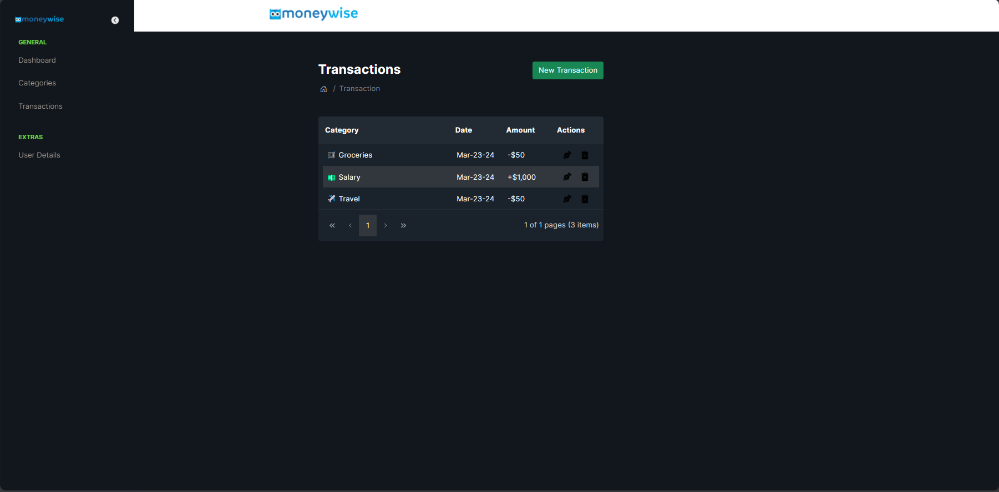 moneywise
GENERAL
Dashboard
Categories
Transactions
EXTRAS
User Details
moneywise
Transactions
New Transaction
/ Transaction
Category Date Amount Actions
Groceries Mar-23-24 -$50
Salary Mar-23-24 +$1,000
Travel Mar-23-24 -$50
« ‹ 1 › » 1 of 1 pages (3 items)